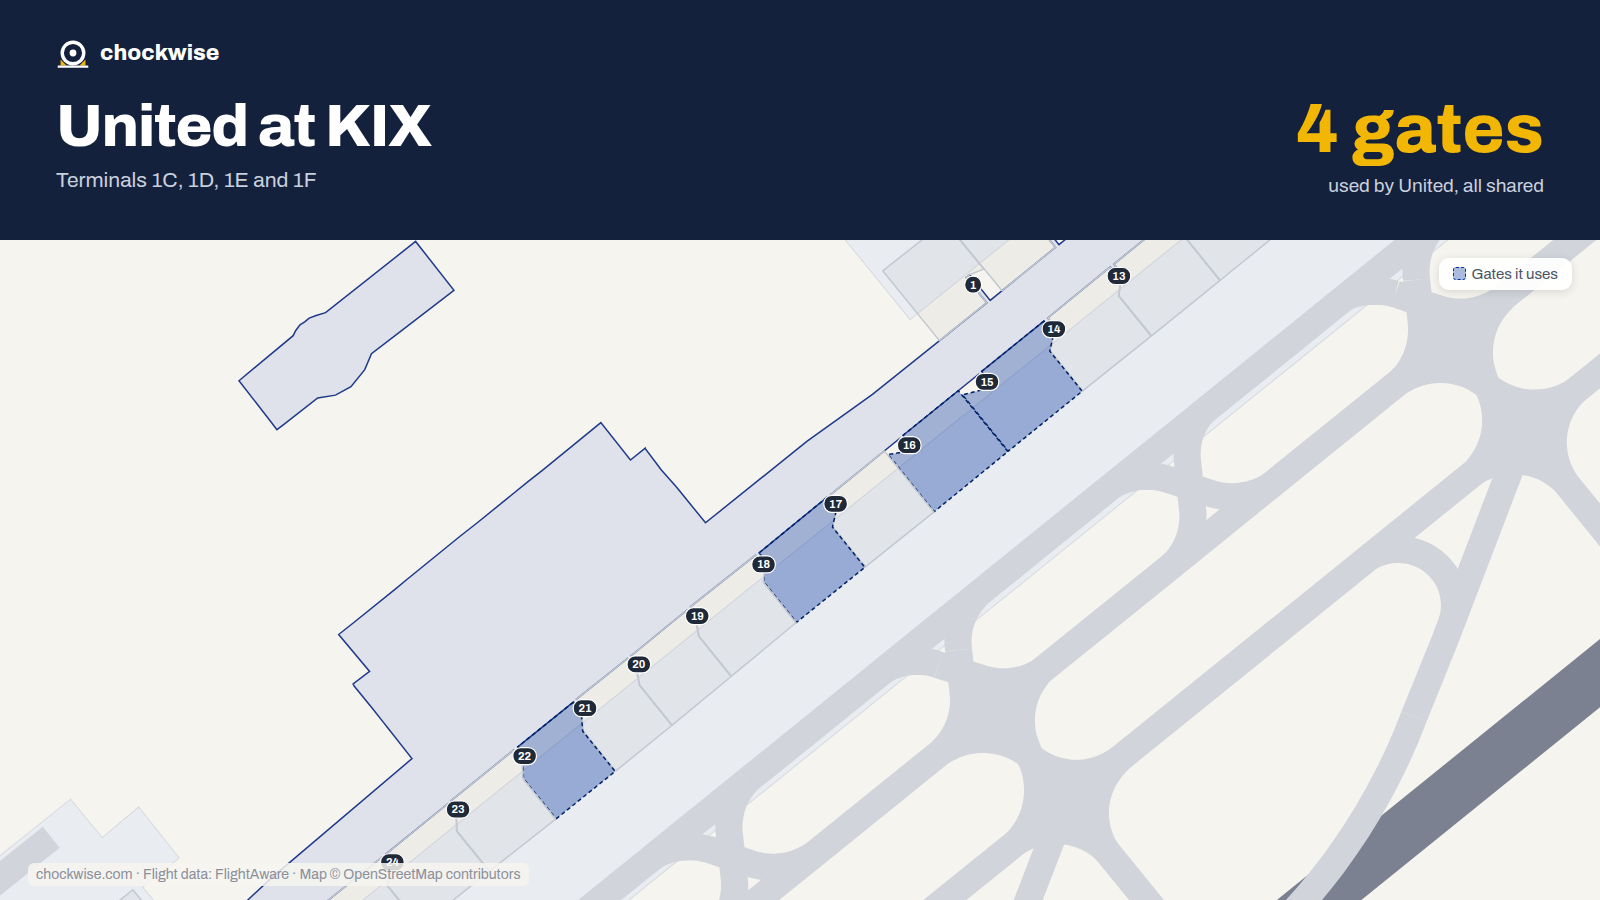 chockwise
United at KIX
Terminals 1C, 1D, 1E and 1F
4 gates
used by United, all shared
Gates it uses
1
13
14
15
16
17
18
19
20
21
22
23
24
chockwise.com · Flight data: FlightAware · Map © OpenStreetMap contributors